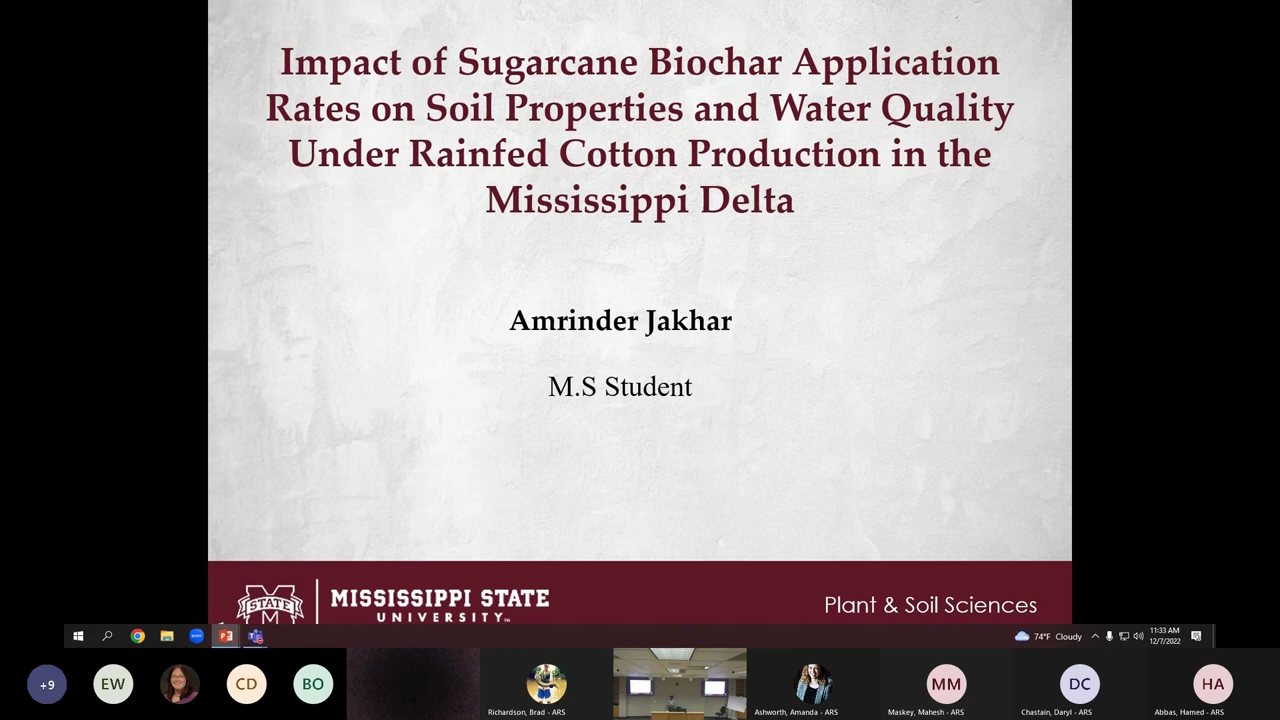 Impact of Sugarcane Biochar Application
Rates on Soil Properties and Water Quality
Under Rainfed Cotton Production in the
Mississippi Delta
Amrinder Jakhar
M.S Student
STATE
M
MISSISSIPPI STATE
UNIVERSITY™
Plant & Soil Sciences
74°F Cloudy
11:33 AM
12/7/2022
+9
EW
CD
BO
MM
DC
HA
Richardson, Brad - ARS
Ashworth, Amanda - ARS
Maskey, Mahesh - ARS
Chastain, Daryl - ARS
Abbas, Hamed - ARS